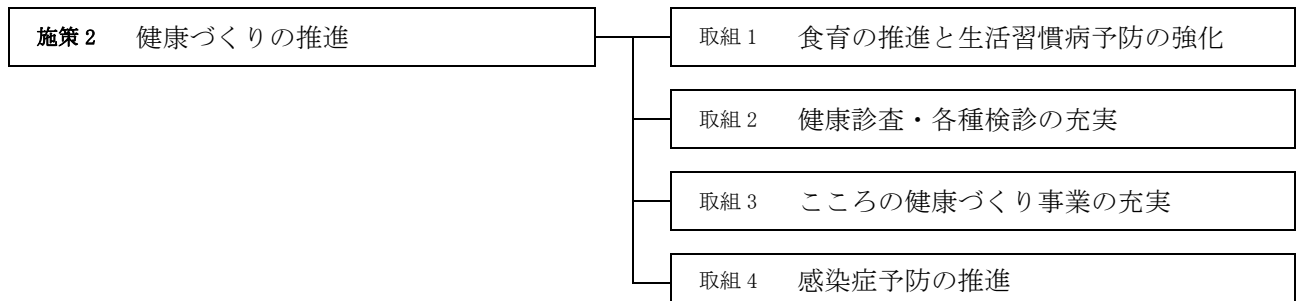 施策2 健康づくりの推進
取組1 食育の推進と生活習慣病予防の強化
取組2 健康診査・各種検診の充実
取組3 こころの健康づくり事業の充実
取組4 感染症予防の推進